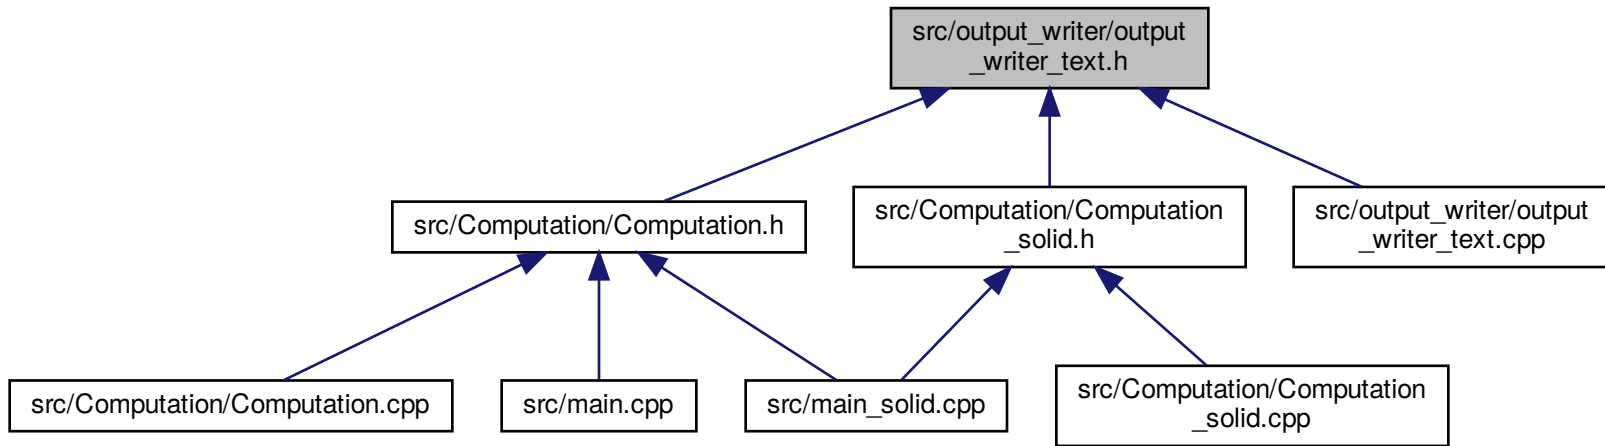 src/output_writer/output
_writer_text.h
src/Computation/Computation.h
src/Computation/Computation
_solid.h
src/output_writer/output
_writer_text.cpp
src/Computation/Computation.cpp
src/main.cpp
src/main_solid.cpp
src/Computation/Computation
_solid.cpp